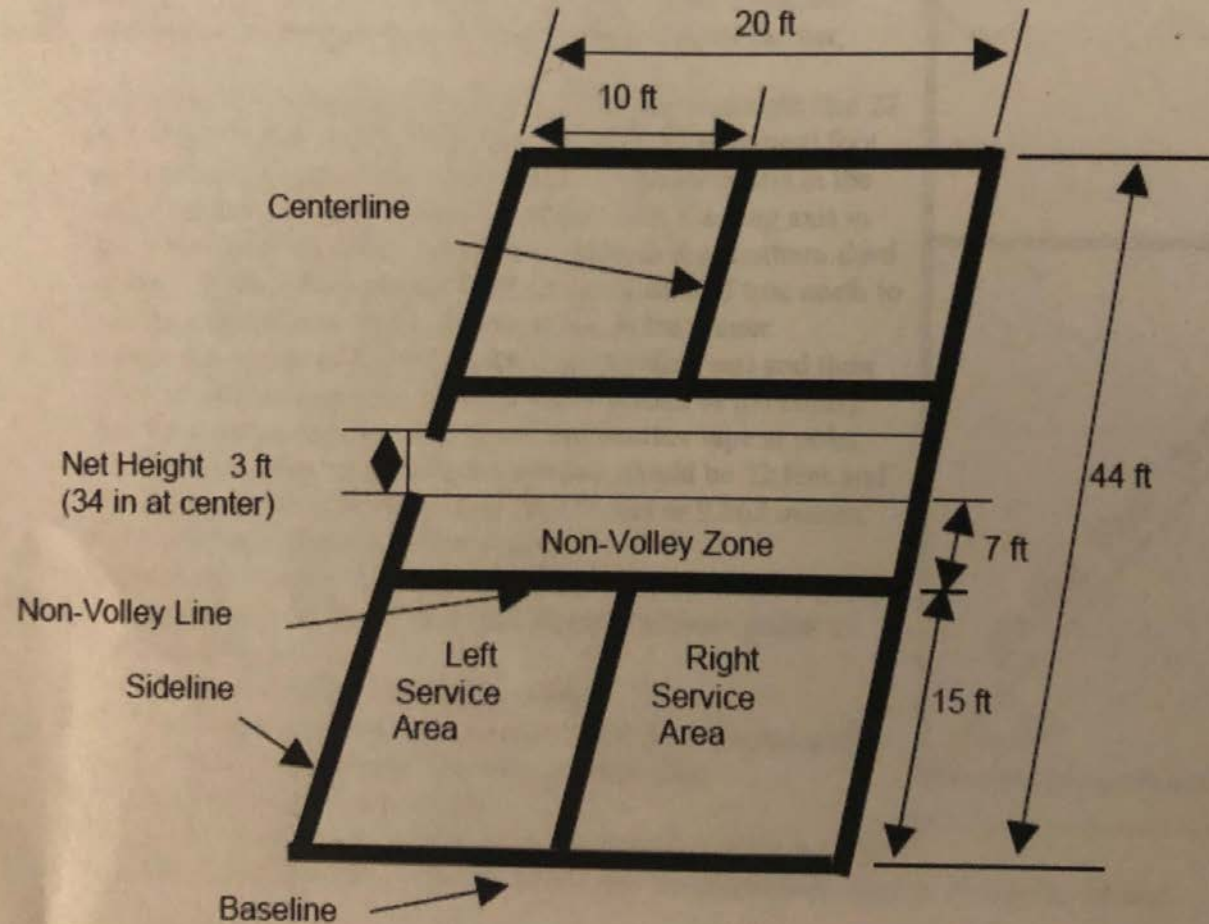 20 ft
10 ft
Centerline
Net Height 3 ft
(34 in at center)
44 ft
Non-Volley Zone
7 ft
Non-Volley Line
Left
Service
Area
Right
Service
Area
Sideline
15 ft
Baseline